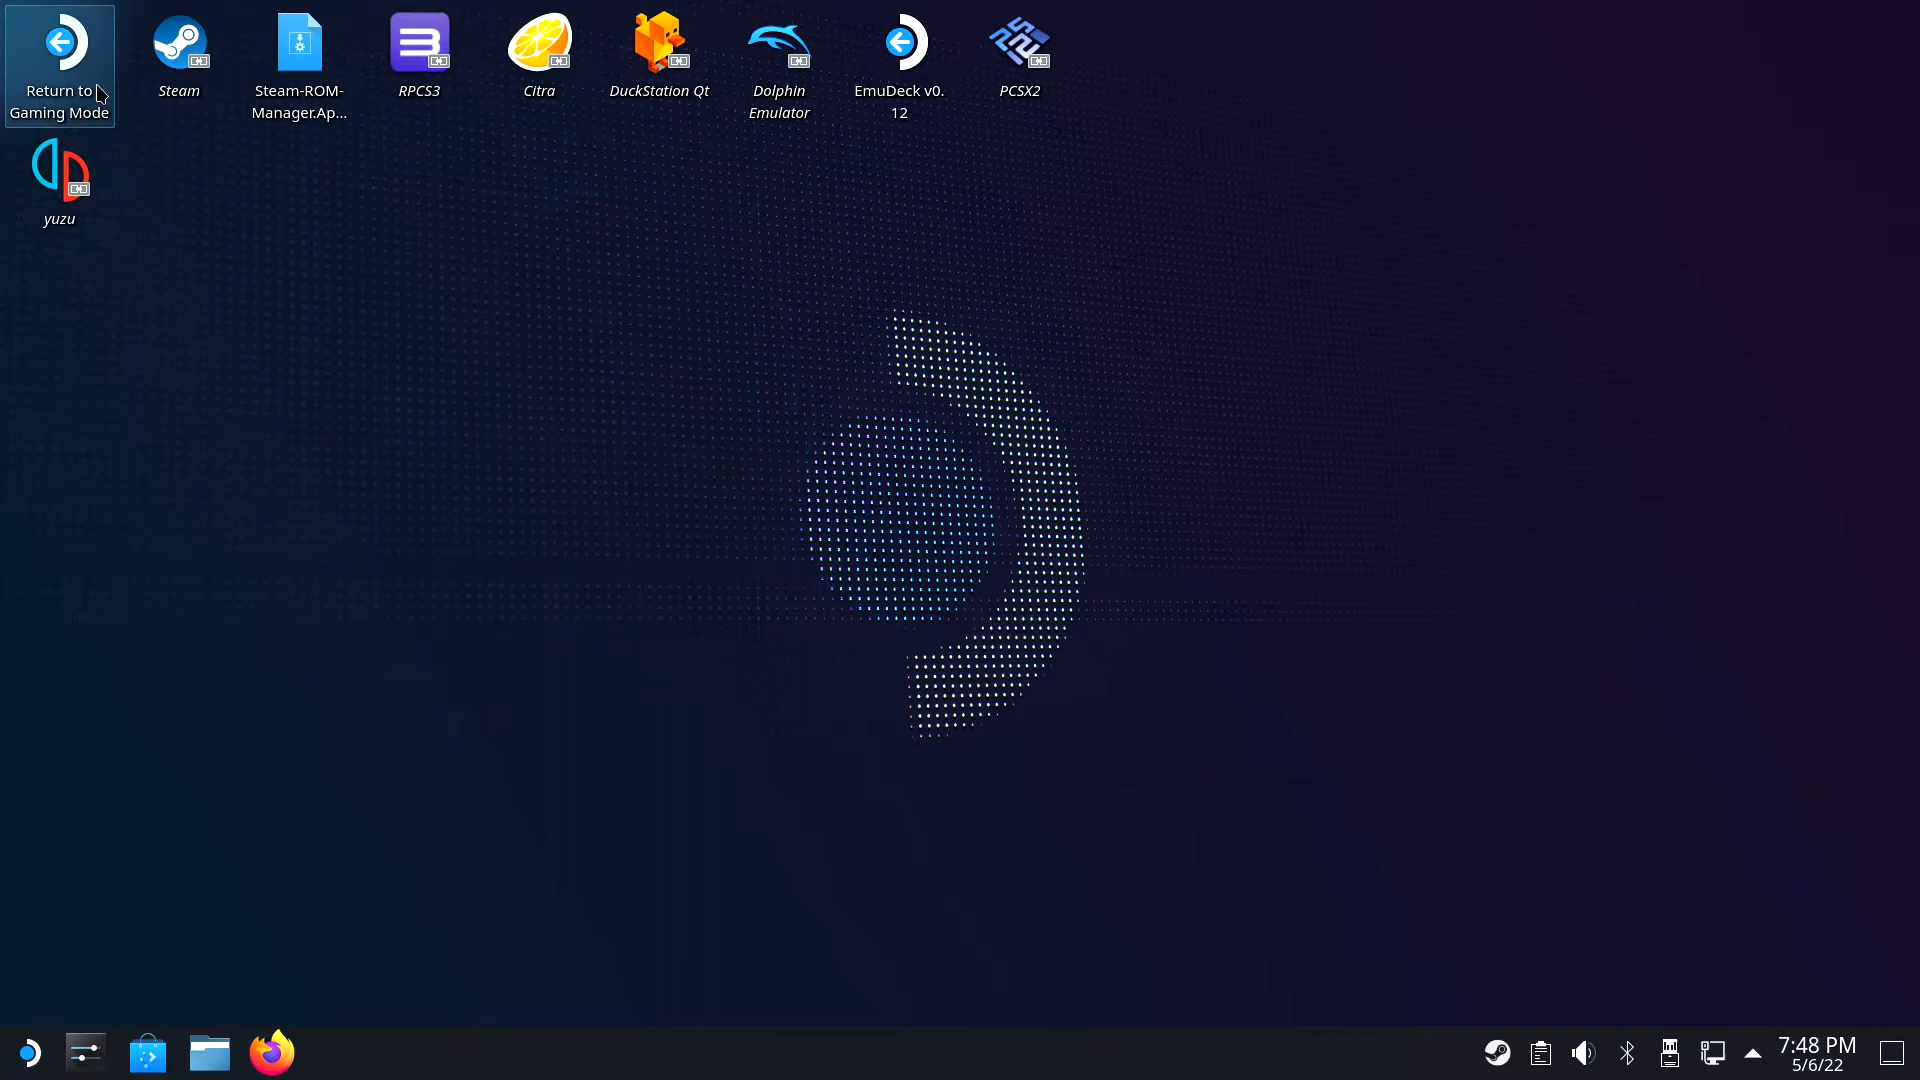 Return to
Gaming Mode
Steam
Steam-ROM-
Manager.Ap...
RPCS3
Citra
DuckStation Qt
Dolphin
Emulator
EmuDeck v0.
12
PCSX2
yuzu
7:48 PM
5/6/22